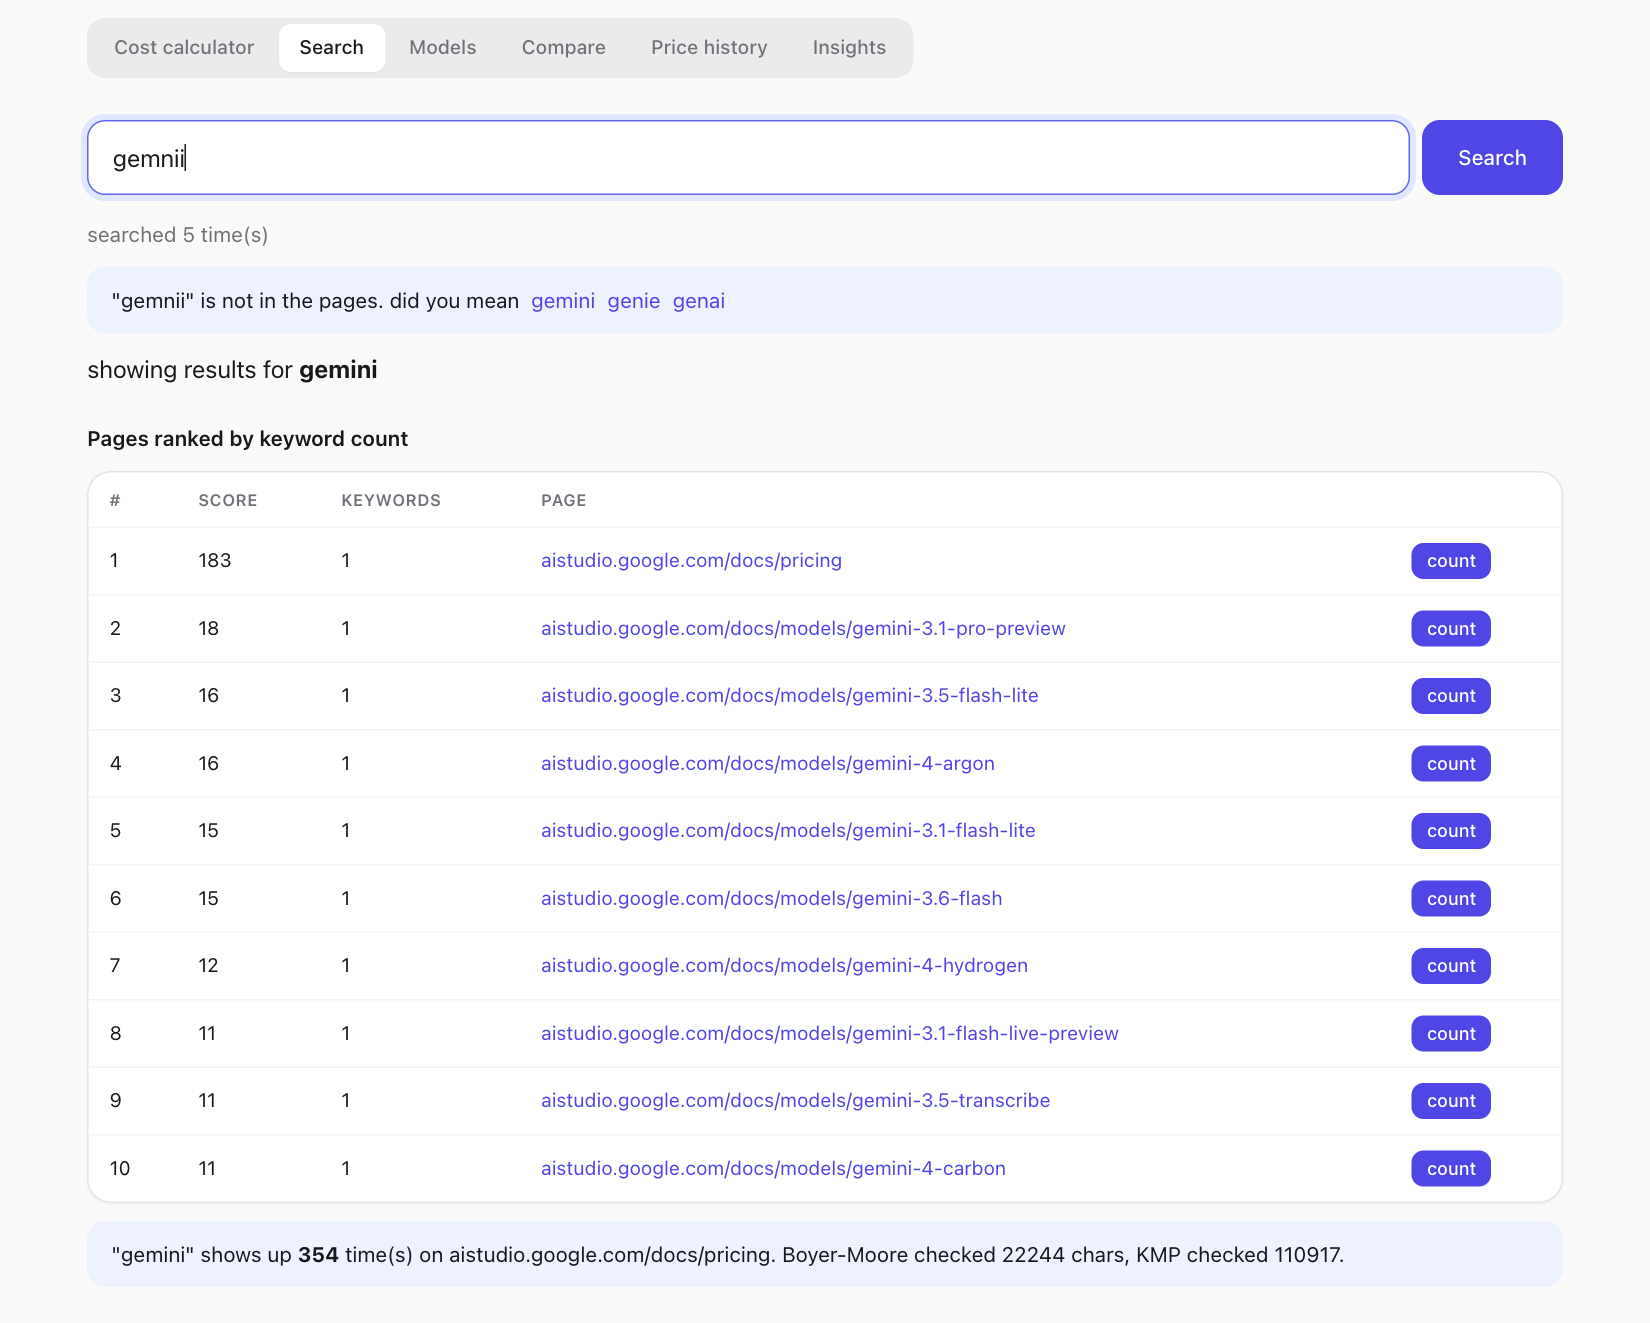 Cost calculator Search Models Compare Price history Insights
gemnii Search
searched 5 time(s)
"gemnii" is not in the pages. did you mean gemini genie genai
showing results for gemini
Pages ranked by keyword count
# SCORE KEYWORDS PAGE
1 183 1 aistudio.google.com/docs/pricing count
2 18 1 aistudio.google.com/docs/models/gemini-3.1-pro-preview count
3 16 1 aistudio.google.com/docs/models/gemini-3.5-flash-lite count
4 16 1 aistudio.google.com/docs/models/gemini-4-argon count
5 15 1 aistudio.google.com/docs/models/gemini-3.1-flash-lite count
6 15 1 aistudio.google.com/docs/models/gemini-3.6-flash count
7 12 1 aistudio.google.com/docs/models/gemini-4-hydrogen count
8 11 1 aistudio.google.com/docs/models/gemini-3.1-flash-live-preview count
9 11 1 aistudio.google.com/docs/models/gemini-3.5-transcribe count
10 11 1 aistudio.google.com/docs/models/gemini-4-carbon count
"gemini" shows up 354 time(s) on aistudio.google.com/docs/pricing. Boyer-Moore checked 22244 chars, KMP checked 110917.